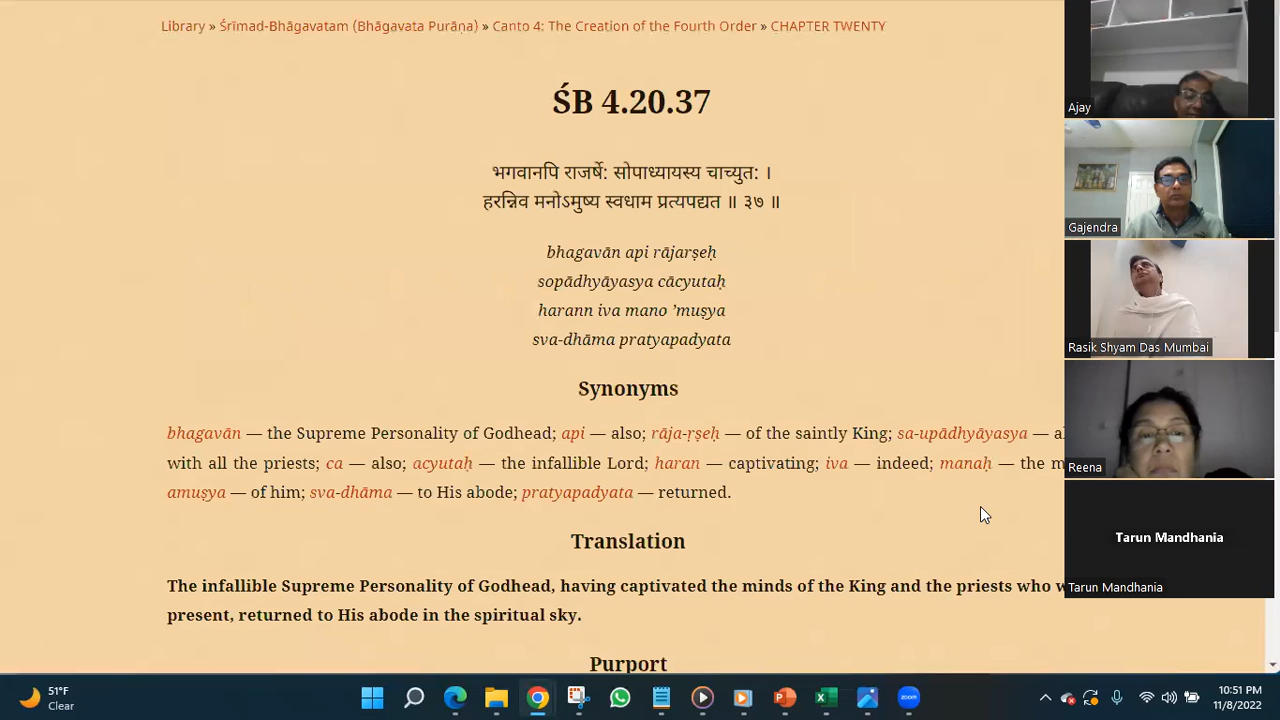 Library » Śrīmad-Bhāgavatam (Bhāgavata Purāṇa) » Canto 4: The Creation of the Fourth Order » CHAPTER TWENTY
ŚB 4.20.37
भगवानपि राजर्षे: सोपाध्यायस्य चाच्युत: ।
हरन्निव मनोऽमुष्य स्वधाम प्रत्यपद्यत ॥ ३७ ॥
bhagavān api rājarṣeḥ
sopādhyāyasya cācyutaḥ
harann iva mano ’muṣya
sva-dhāma pratyapadyata
Synonyms
bhagavān — the Supreme Personality of Godhead; api — also; rāja-ṛṣeḥ — of the saintly King; sa-upādhyāyasya —
with all the priests; ca — also; acyutaḥ — the infallible Lord; haran — captivating; iva — indeed; manaḥ — the
amuṣya — of him; sva-dhāma — to His abode; pratyapadyata — returned.
Translation
The infallible Supreme Personality of Godhead, having captivated the minds of the King and the priests who
present, returned to His abode in the spiritual sky.
Purport
Ajay
Gajendra
Rasik Shyam Das Mumbai
Reena
Tarun Mandhania
Tarun Mandhania
51°F
Clear
10:51 PM
11/8/2022